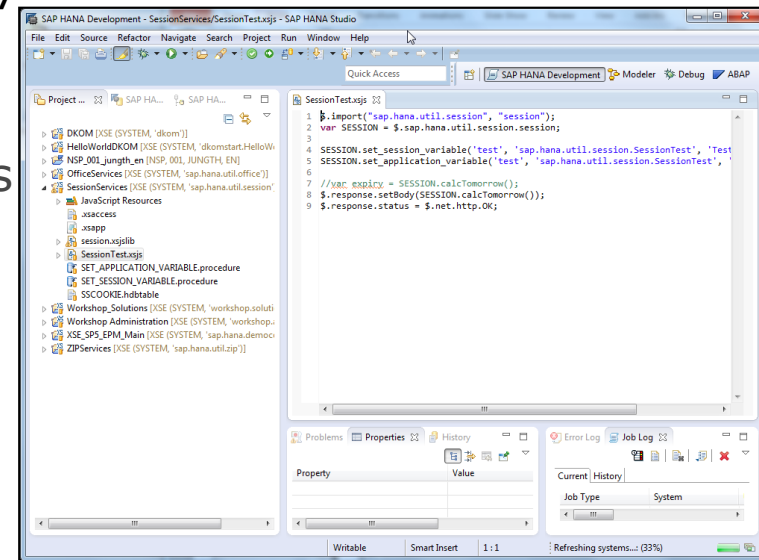 y
s
SAP HANA Development - SessionServices/SessionTest.xsjs - SAP HANA Studio
File Edit Source Refactor Navigate Search Project Run Window Help
Quick Access
SAP HANA Development Modeler Debug ABAP
Project ... SAP HA... SAP HA...
DKOM [XSE (SYSTEM, 'dkom')]
HelloWorldDKOM [XSE (SYSTEM, 'dkomstart.HelloWo
NSP_001_jungth_en [NSP, 001, JUNGTH, EN]
OfficeServices [XSE (SYSTEM, 'sap.hana.util.office')]
SessionServices [XSE (SYSTEM, 'sap.hana.util.session'
JavaScript Resources
.xsaccess
.xsapp
session.xsjslib
SessionTest.xsjs
SET_APPLICATION_VARIABLE.procedure
SET_SESSION_VARIABLE.procedure
SSCOOKIE.hdbtable
Workshop_Solutions [XSE (SYSTEM, 'workshop.soluti
Workshop Administration [XSE (SYSTEM, 'workshop.a
XSE_SP5_EPM_Main [XSE (SYSTEM, 'sap.hana.democ
ZIPServices [XSE (SYSTEM, 'sap.hana.util.zip')]
SessionTest.xsjs
1 $.import("sap.hana.util.session", "session");
2 var SESSION = $.sap.hana.util.session.session;
3
4 SESSION.set_session_variable('test', 'sap.hana.util.session.SessionTest', 'Test
5 SESSION.set_application_variable('test', 'sap.hana.util.session.SessionTest', '
6
7 //var expiry = SESSION.calcTomorrow();
8 $.response.setBody(SESSION.calcTomorrow());
9 $.response.status = $.net.http.OK;
Problems Properties History
Property Value
Error Log Job Log
Current History
Job Type System
Writable Smart Insert 1 : 1 Refreshing systems...: (33%)